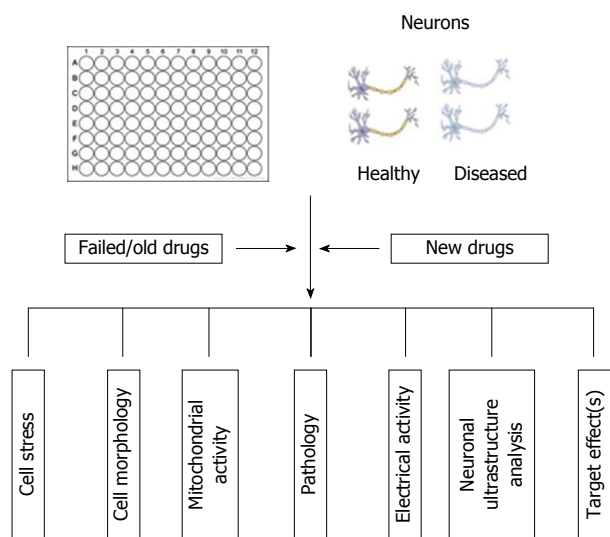 Neurons
1 2 3 4 5 6 7 8 9 10 11 12
A
B
C
D
E
F
G
H
Healthy Diseased
Failed/old drugs
New drugs
Cell stress
Cell morphology
Mitochondrial
activity
Pathology
Electrical activity
Neuronal
ultrastructure
analysis
Target effect(s)